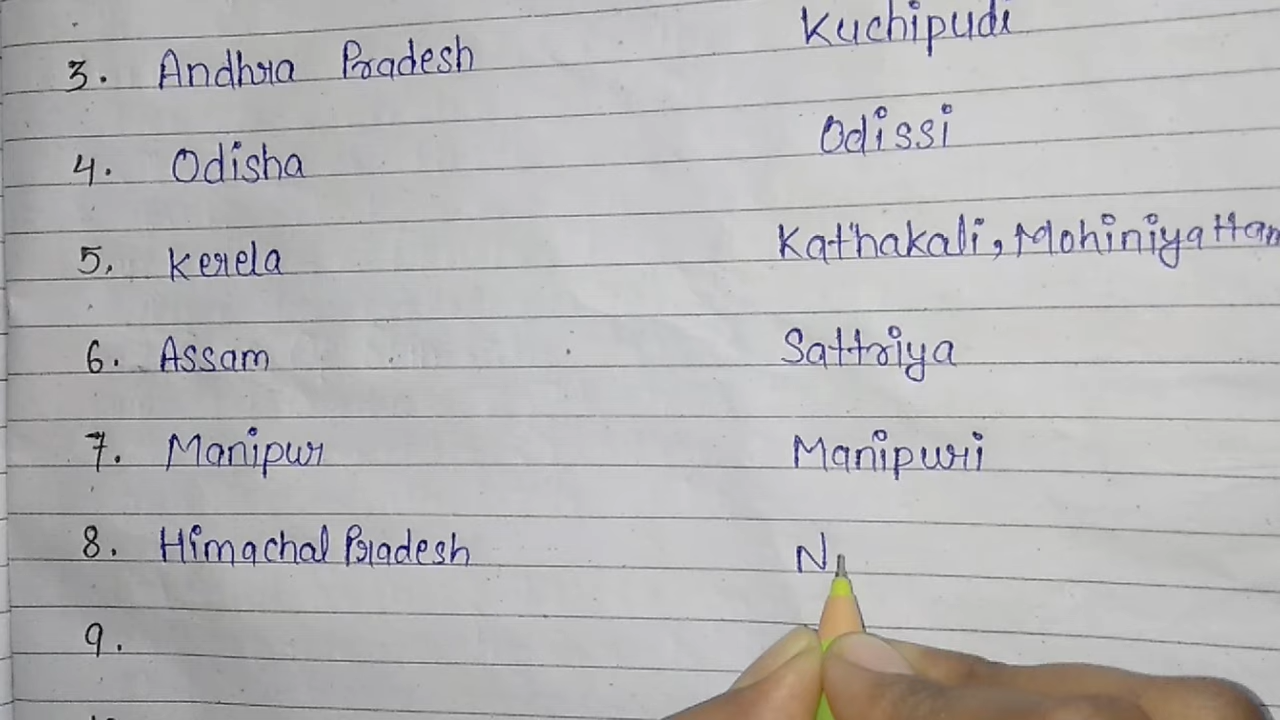 3. Andhra Pradesh Kuchipudi
4. Odisha Odissi
5. Kerela Kathakali, Mohiniyattam
6. Assam Sattriya
7. Manipur Manipuri
8. Himachal Pradesh N
9.